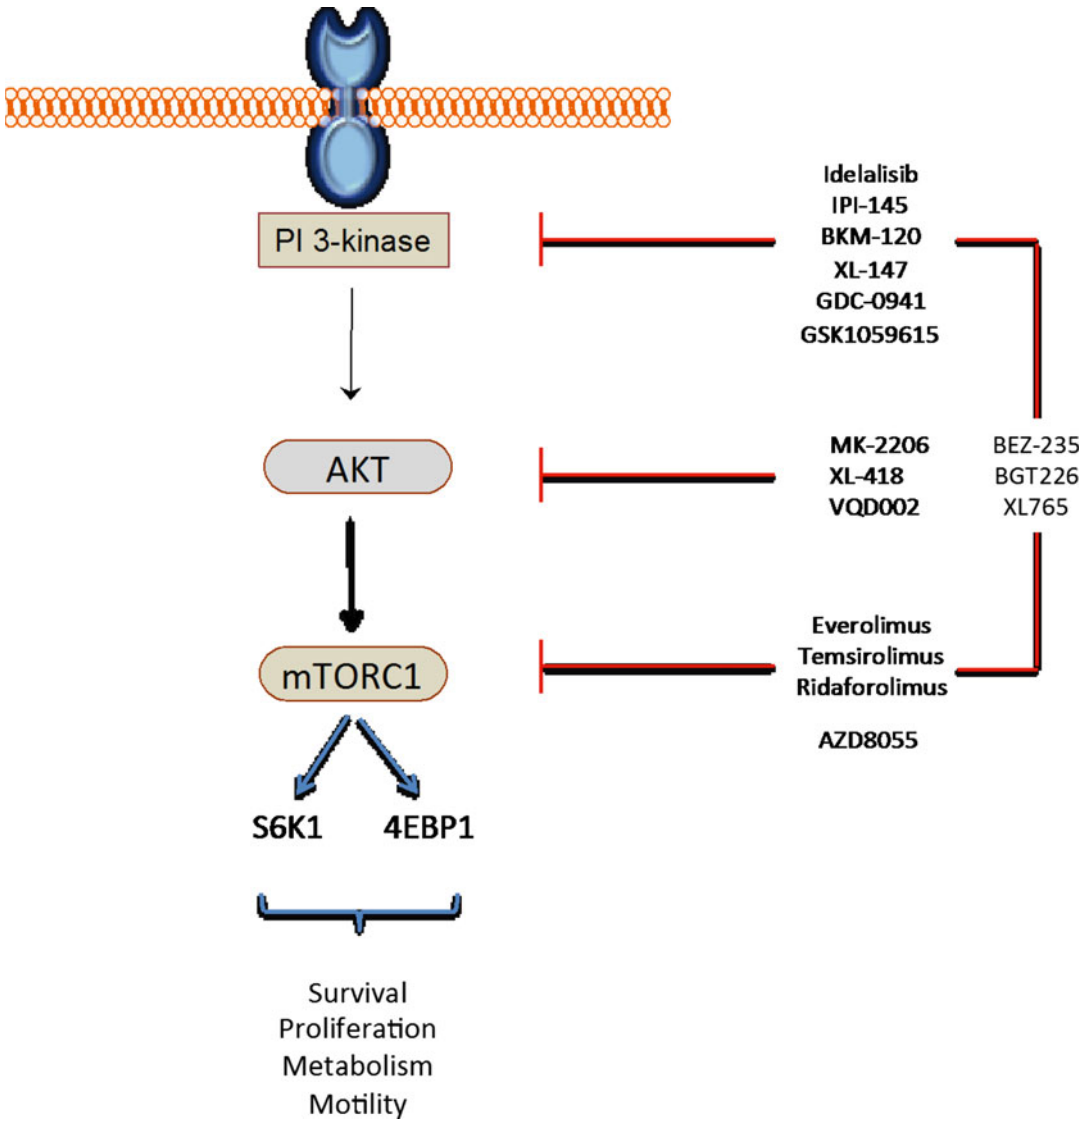 Idelalisib
IPI-145
PI 3-kinase
BKM-120
XL-147
GDC-0941
GSK1059615
AKT
MK-2206
XL-418
VQD002
BEZ-235
BGT226
XL765
mTORC1
Everolimus
Temsirolimus
Ridaforolimus
AZD8055
S6K1
4EBP1
Survival
Proliferation
Metabolism
Motility